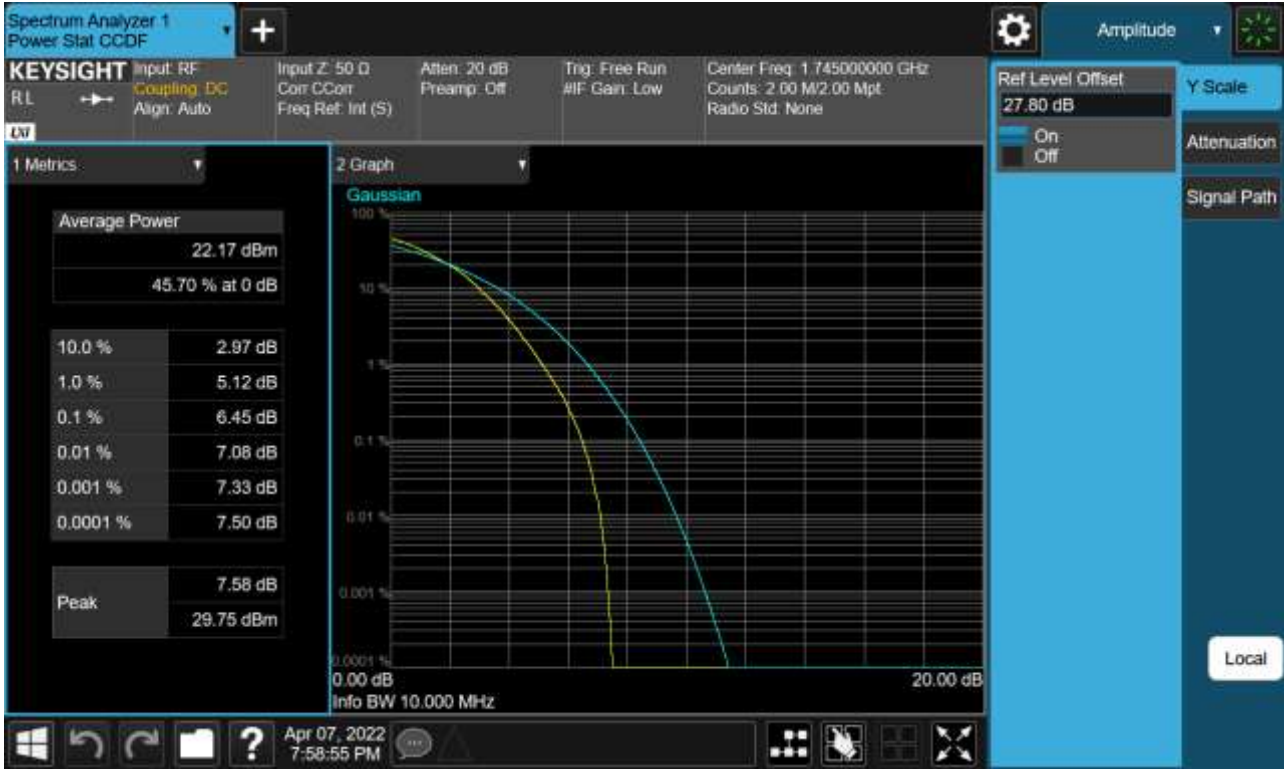 Spectrum Analyzer 1
Power Stat CCDF
+
Amplitude
KEYSIGHT
RL
LXI
Input: RF
Coupling: DC
Align: Auto
Input Z: 50 Ω
Corr CCorr
Freq Ref: Int (S)
Atten: 20 dB
Preamp: Off
Trig: Free Run
#IF Gain: Low
Center Freq: 1.745000000 GHz
Counts: 2.00 M/2.00 Mpt
Radio Std: None
Ref Level Offset
27.80 dB
On
Off
Y Scale
Attenuation
Signal Path
Local
1 Metrics
Average Power
22.17 dBm
45.70 % at 0 dB
10.0 % 2.97 dB
1.0 % 5.12 dB
0.1 % 6.45 dB
0.01 % 7.08 dB
0.001 % 7.33 dB
0.0001 % 7.50 dB
Peak
7.58 dB
29.75 dBm
2 Graph
Gaussian
100 %
10 %
1 %
0.1 %
0.01 %
0.001 %
0.0001 %
0.00 dB 20.00 dB
Info BW 10.000 MHz
?
Apr 07, 2022
7:58:55 PM